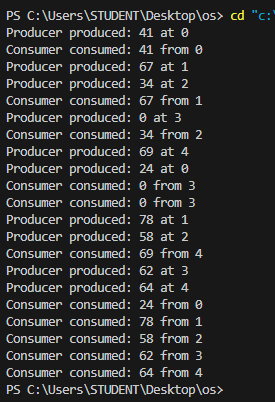 PS C:\Users\STUDENT\Desktop\os> cd "c:\
Producer produced: 41 at 0
Consumer consumed: 41 from 0
Producer produced: 67 at 1
Producer produced: 34 at 2
Consumer consumed: 67 from 1
Producer produced: 0 at 3
Consumer consumed: 34 from 2
Producer produced: 69 at 4
Producer produced: 24 at 0
Consumer consumed: 0 from 3
Consumer consumed: 0 from 3
Producer produced: 78 at 1
Producer produced: 58 at 2
Consumer consumed: 69 from 4
Producer produced: 62 at 3
Producer produced: 64 at 4
Consumer consumed: 24 from 0
Consumer consumed: 78 from 1
Consumer consumed: 58 from 2
Consumer consumed: 62 from 3
Consumer consumed: 64 from 4
PS C:\Users\STUDENT\Desktop\os>